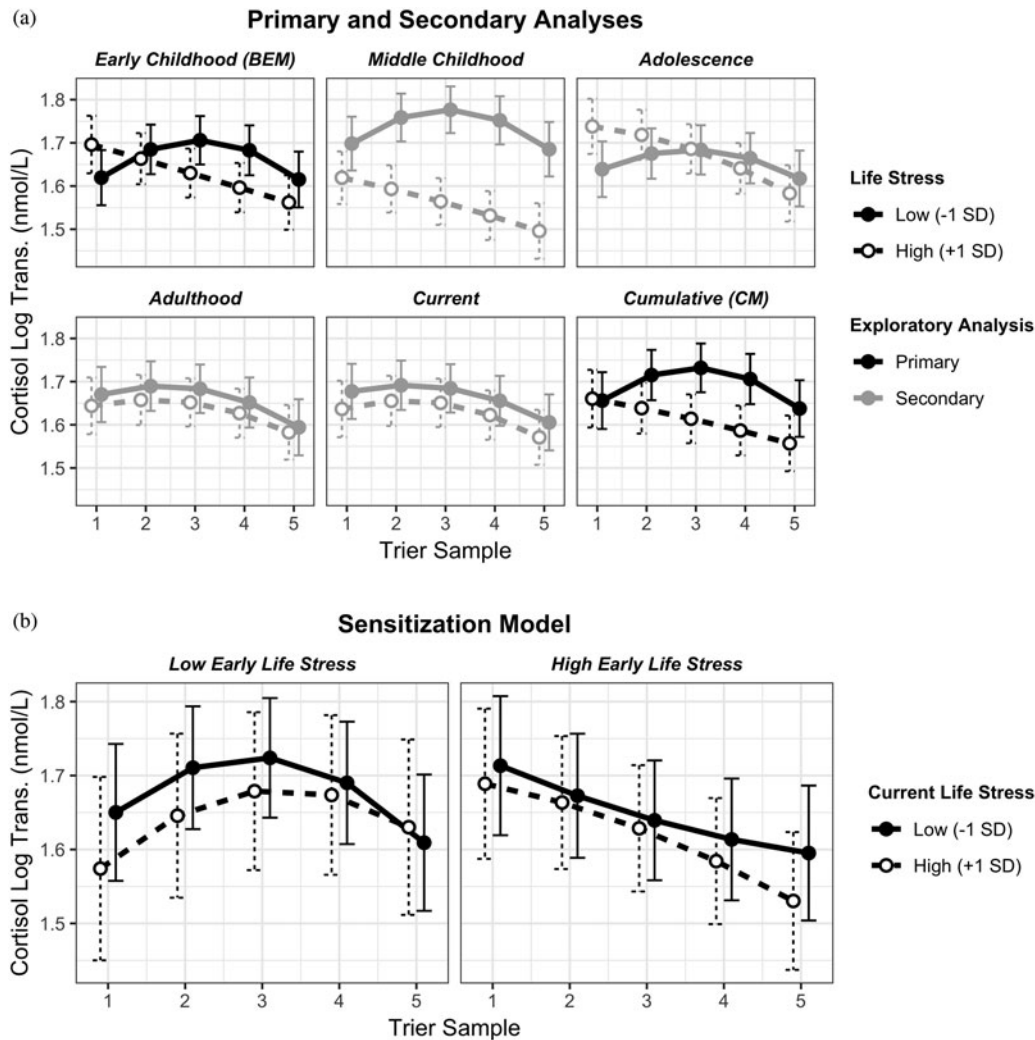 (a)
Primary and Secondary Analyses
Early Childhood (BEM)
Middle Childhood
Adolescence
1.8
1.7
1.6
1.5
Adulthood
Current
Cumulative (CM)
1.8
1.7
1.6
1.5
Cortisol Log Trans. (nmol/L)
1 2 3 4 5
1 2 3 4 5
1 2 3 4 5
Trier Sample
Life Stress
Low (-1 SD)
High (+1 SD)
Exploratory Analysis
Primary
Secondary
(b)
Sensitization Model
Low Early Life Stress
High Early Life Stress
1.8
1.7
1.6
1.5
Cortisol Log Trans. (nmol/L)
1 2 3 4 5
1 2 3 4 5
Trier Sample
Current Life Stress
Low (-1 SD)
High (+1 SD)